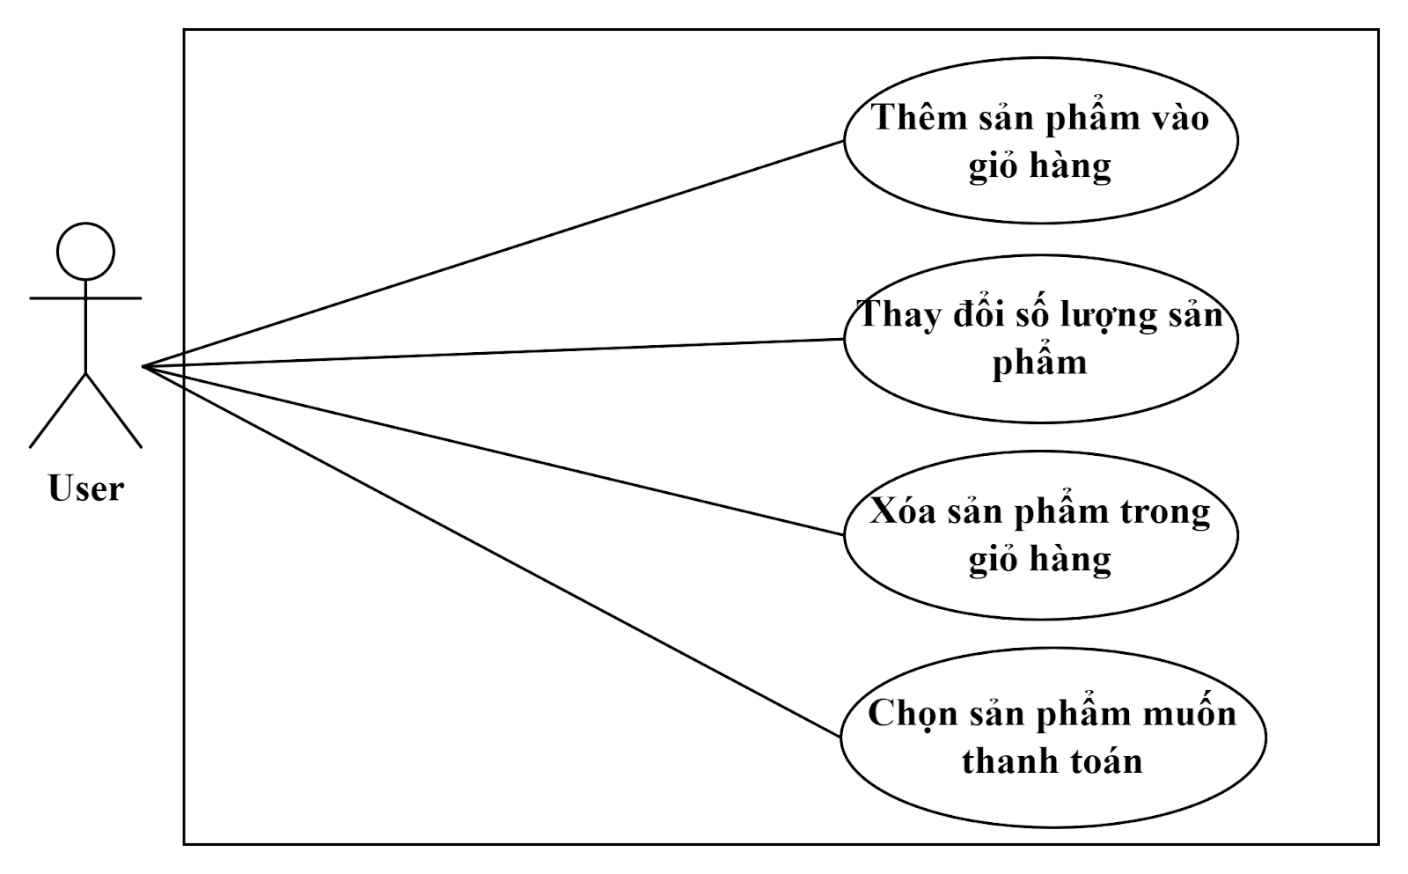 Thêm sản phẩm vào
giỏ hàng
Thay đổi số lượng sản
phẩm
User
Xóa sản phẩm trong
giỏ hàng
Chọn sản phẩm muốn
thanh toán